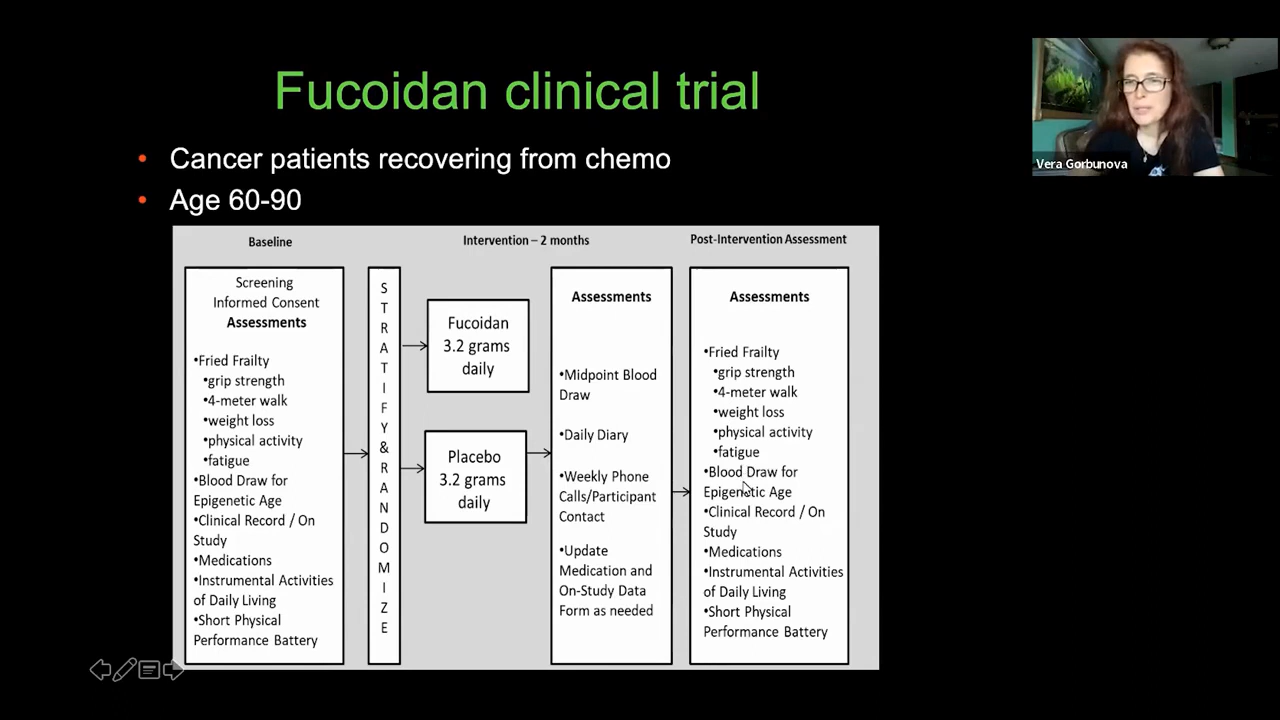 Fucoidan clinical trial
• Cancer patients recovering from chemo
• Age 60-90
Baseline
Intervention – 2 months
Post-Intervention Assessment
Screening
Informed Consent
Assessments
•Fried Frailty
•grip strength
•4-meter walk
•weight loss
•physical activity
•fatigue
•Blood Draw for
Epigenetic Age
•Clinical Record / On
Study
•Medications
•Instrumental Activities
of Daily Living
•Short Physical
Performance Battery
S
T
R
A
T
I
F
Y
&
R
A
N
D
O
M
I
Z
E
Fucoidan
3.2 grams
daily
Placebo
3.2 grams
daily
Assessments
•Midpoint Blood
Draw
•Daily Diary
•Weekly Phone
Calls/Participant
Contact
•Update
Medication and
On-Study Data
Form as needed
Assessments
•Fried Frailty
•grip strength
•4-meter walk
•weight loss
•physical activity
•fatigue
•Blood Draw for
Epigenetic Age
•Clinical Record / On
Study
•Medications
•Instrumental Activities
of Daily Living
•Short Physical
Performance Battery
Vera Gorbunova